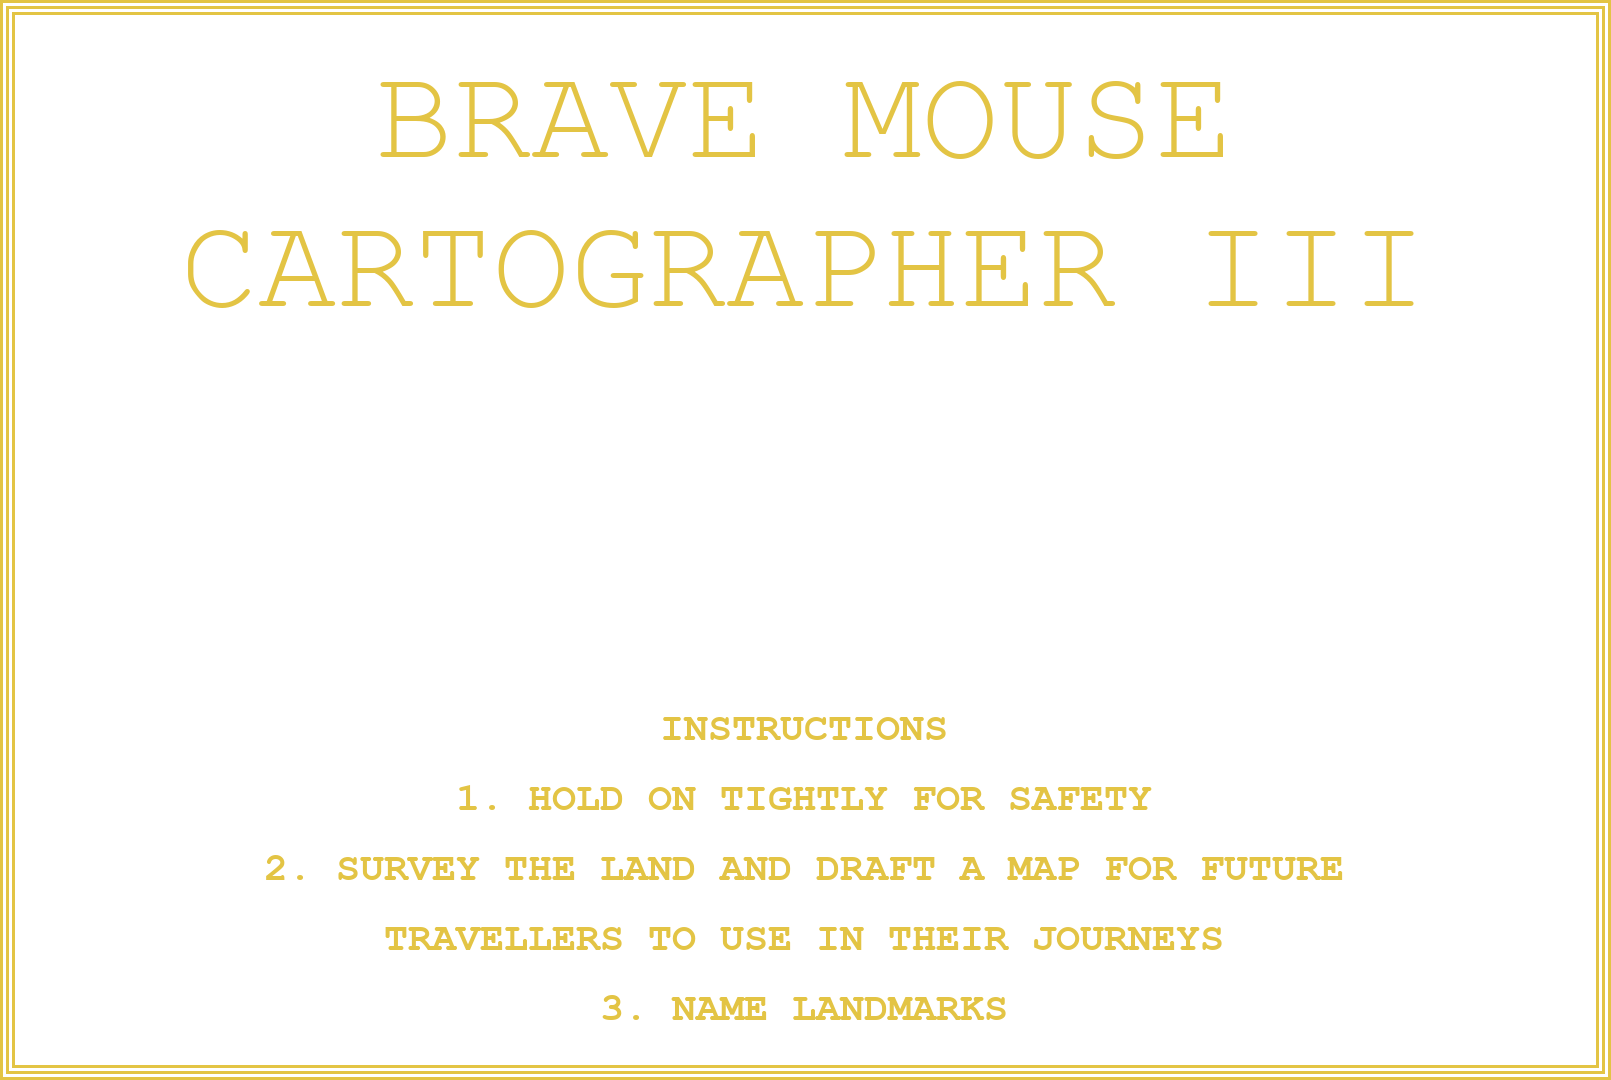 BRAVE MOUSE
CARTOGRAPHER III
INSTRUCTIONS
1. HOLD ON TIGHTLY FOR SAFETY
2. SURVEY THE LAND AND DRAFT A MAP FOR FUTURE
TRAVELLERS TO USE IN THEIR JOURNEYS
3. NAME LANDMARKS